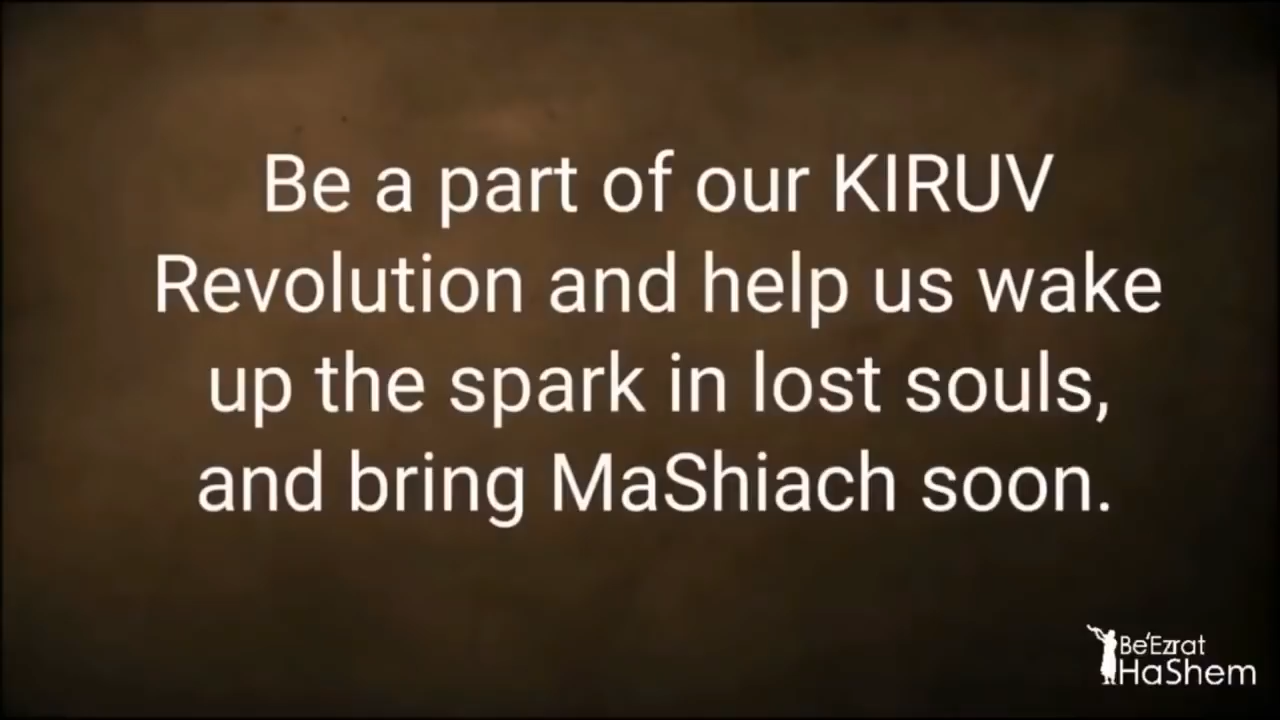 Be a part of our KIRUV
Revolution and help us wake
up the spark in lost souls,
and bring MaShiach soon.
Be'Ezrat
HaShem